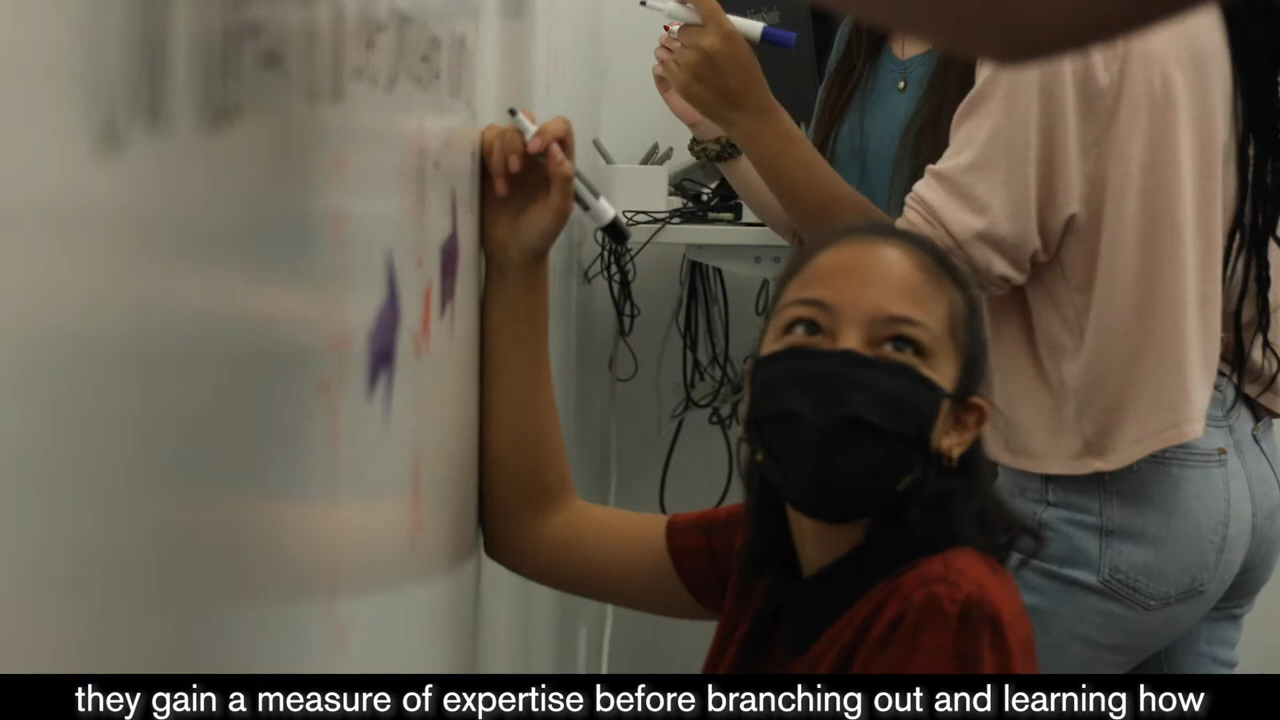 they gain a measure of expertise before branching out and learning how